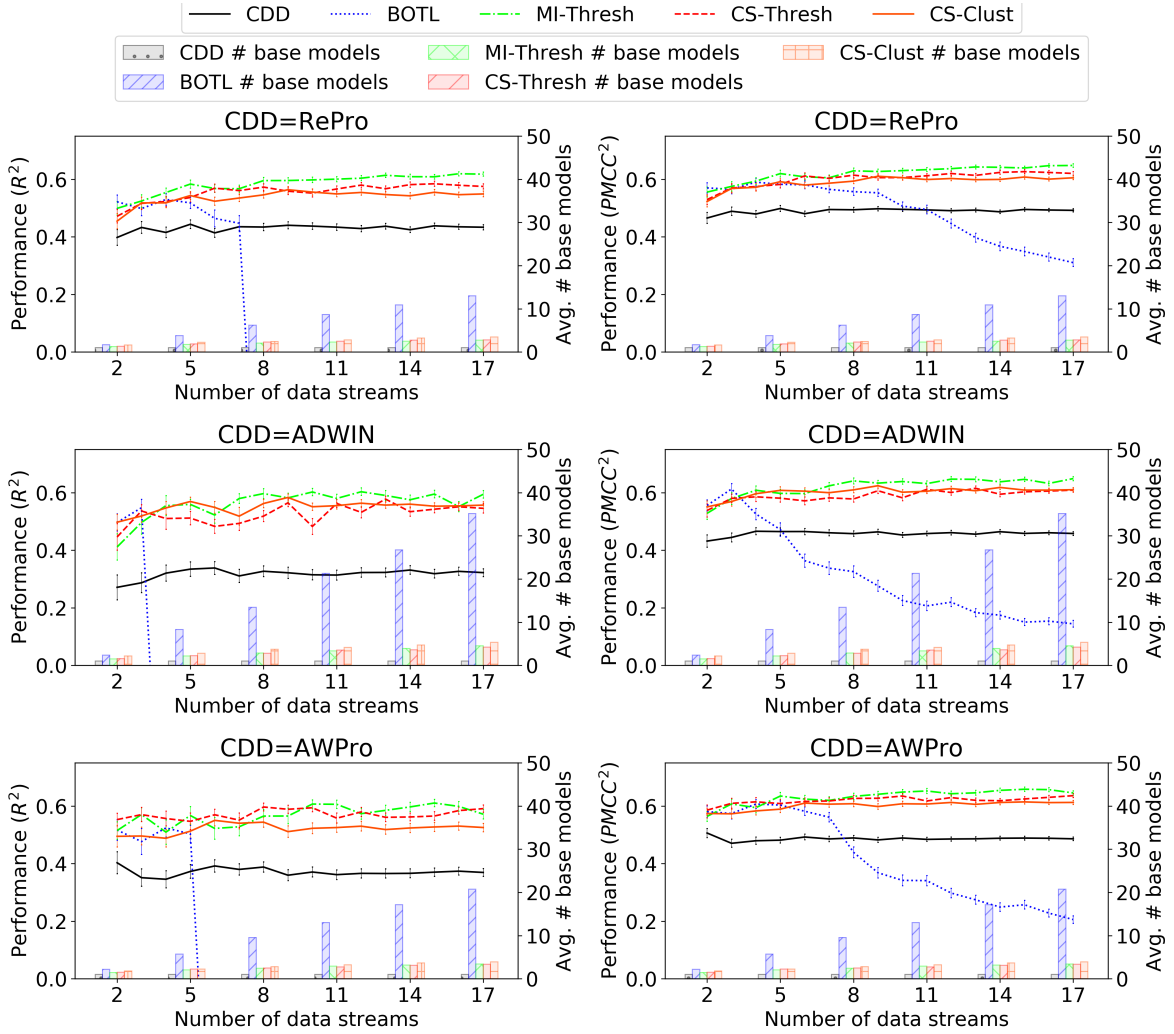 CDD BOTL MI-Thresh CS-Thresh CS-Clust
CDD # base models MI-Thresh # base models CS-Clust # base models
BOTL # base models CS-Thresh # base models
CDD=RePro
Performance (R²)
0.0 0.2 0.4 0.6
0 10 20 30 40 50
Avg. # base models
2 5 8 11 14 17
Number of data streams
CDD=RePro
Performance (PMCC²)
0.0 0.2 0.4 0.6
0 10 20 30 40 50
Avg. # base models
2 5 8 11 14 17
Number of data streams
CDD=ADWIN
Performance (R²)
0.0 0.2 0.4 0.6
0 10 20 30 40 50
Avg. # base models
2 5 8 11 14 17
Number of data streams
CDD=ADWIN
Performance (PMCC²)
0.0 0.2 0.4 0.6
0 10 20 30 40 50
Avg. # base models
2 5 8 11 14 17
Number of data streams
CDD=AWPro
Performance (R²)
0.0 0.2 0.4 0.6
0 10 20 30 40 50
Avg. # base models
2 5 8 11 14 17
Number of data streams
CDD=AWPro
Performance (PMCC²)
0.0 0.2 0.4 0.6
0 10 20 30 40 50
Avg. # base models
2 5 8 11 14 17
Number of data streams